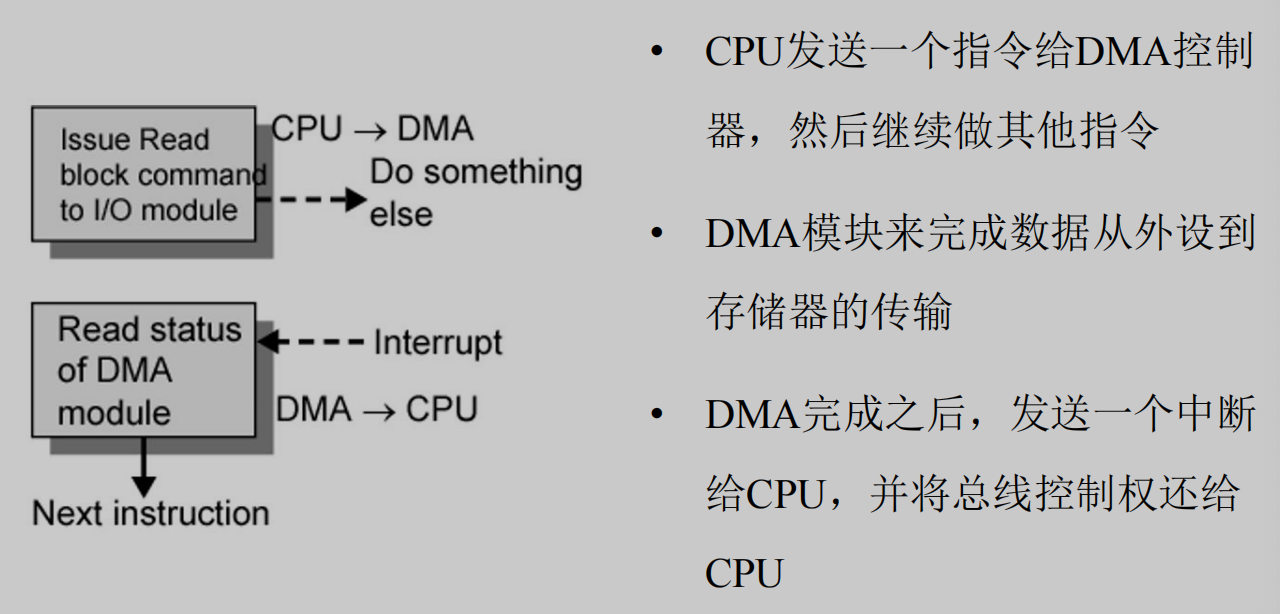 Issue Read
block command
to I/O module
CPU → DMA
Do something
else
Read status
of DMA
module
Interrupt
DMA → CPU
Next instruction
• CPU发送一个指令给DMA控制
器，然后继续做其他指令
• DMA模块来完成数据从外设到
存储器的传输
• DMA完成之后，发送一个中断
给CPU，并将总线控制权还给
CPU